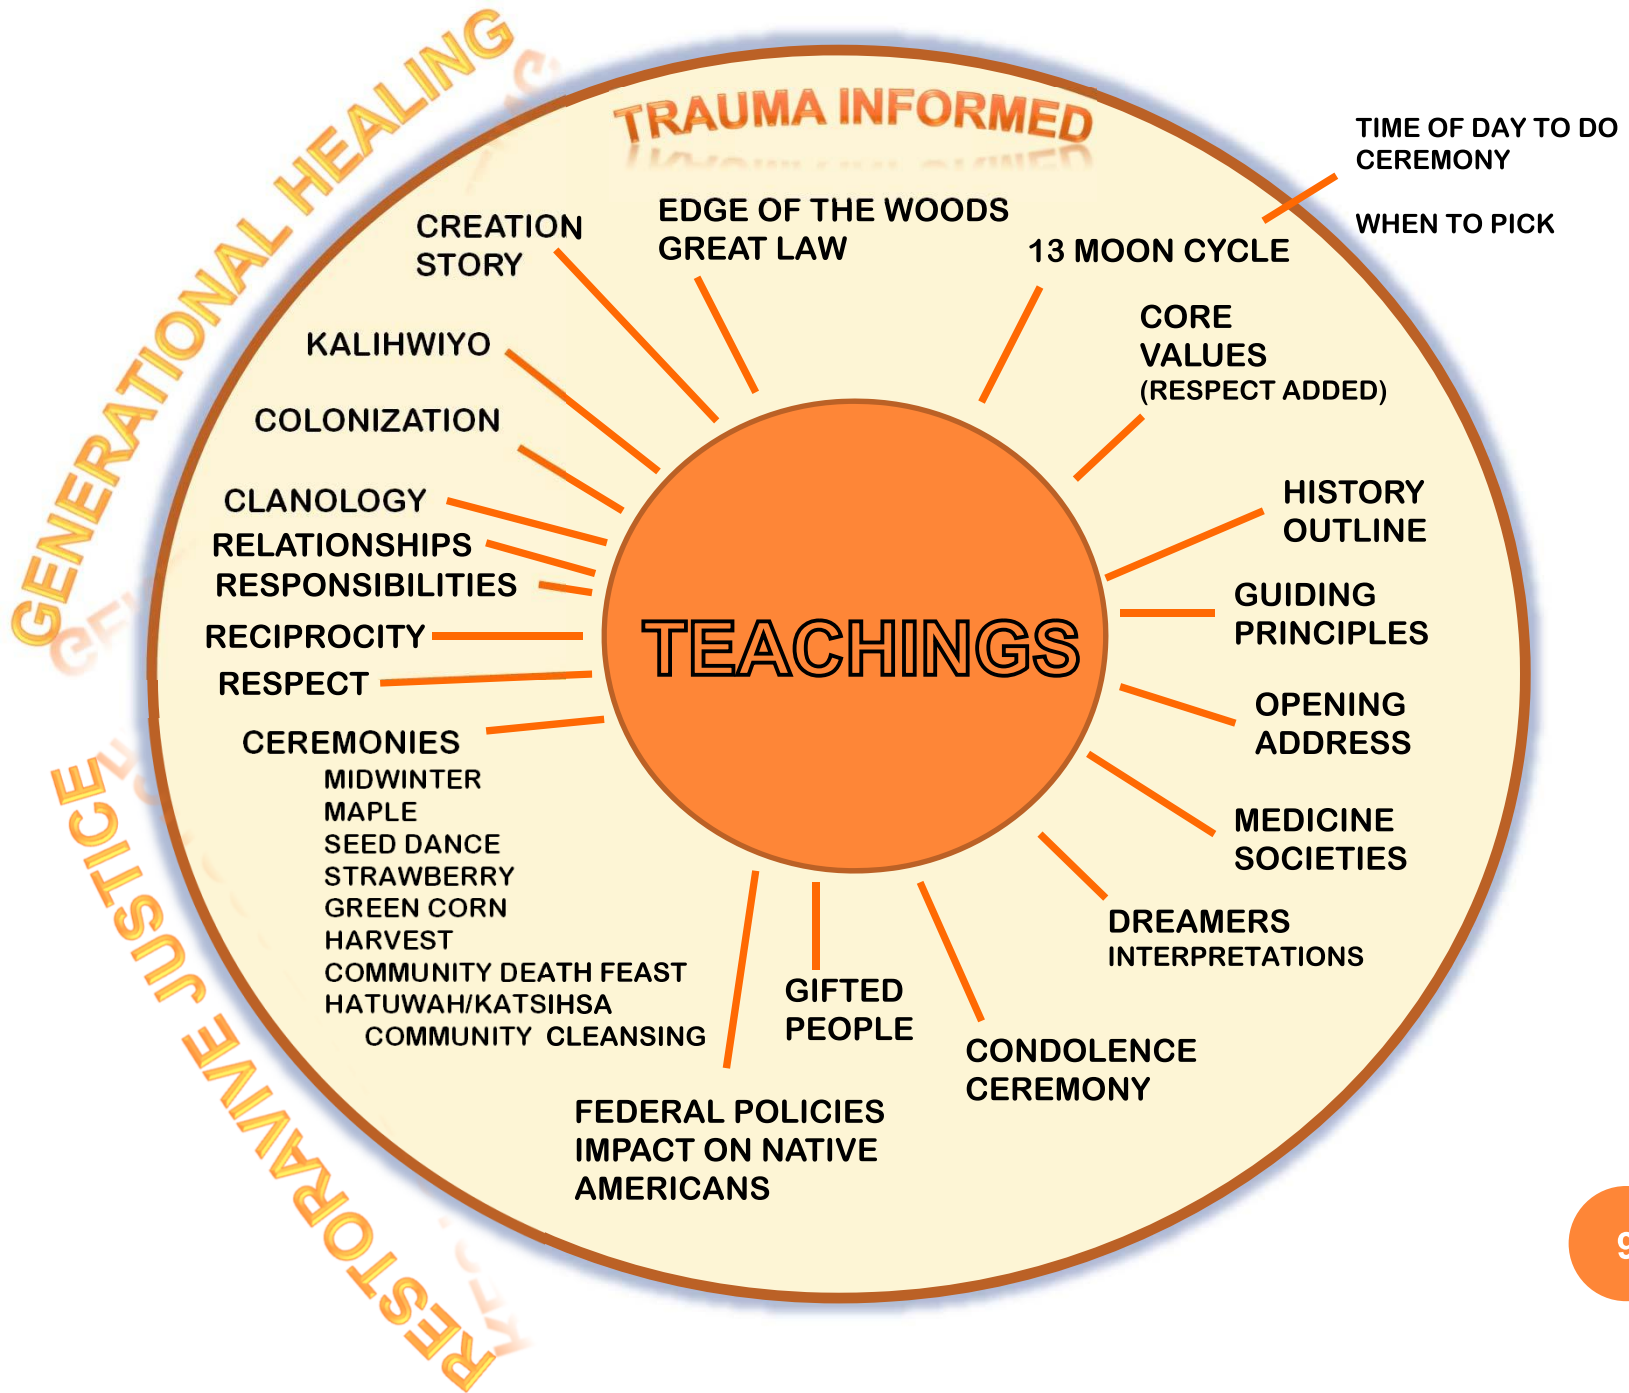 GENERATIONAL HEALING
TRAUMA INFORMED
TIME OF DAY TO DO
CEREMONY
WHEN TO PICK
CREATION
STORY
EDGE OF THE WOODS
GREAT LAW
13 MOON CYCLE
KALIHWIYO
CORE
VALUES
(RESPECT ADDED)
COLONIZATION
CLANOLOGY
HISTORY
OUTLINE
RELATIONSHIPS
RESPONSIBILITIES
GUIDING
PRINCIPLES
RECIPROCITY
TEACHINGS
RESPECT
OPENING
ADDRESS
CEREMONIES
MIDWINTER
MAPLE
SEED DANCE
STRAWBERRY
GREEN CORN
HARVEST
COMMUNITY DEATH FEAST
HATUWAH/KATSIHSA
COMMUNITY CLEANSING
MEDICINE
SOCIETIES
DREAMERS
INTERPRETATIONS
GIFTED
PEOPLE
CONDOLENCE
CEREMONY
FEDERAL POLICIES
IMPACT ON NATIVE
AMERICANS
RESTORAVIVE JUSTICE
9